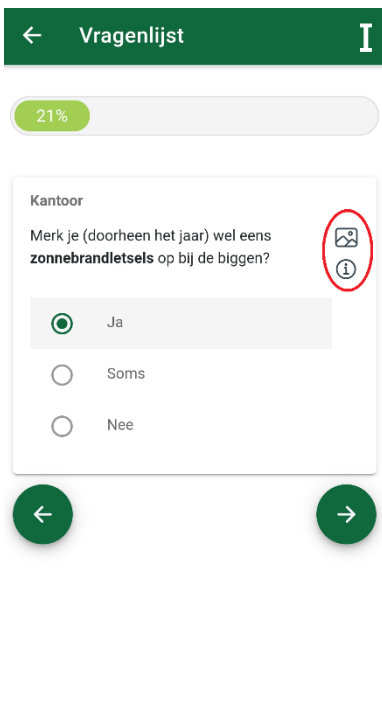 Vragenlijst
21%
Kantoor
Merk je (doorheen het jaar) wel eens
zonnebrandletsels op bij de biggen?
Ja
Soms
Nee